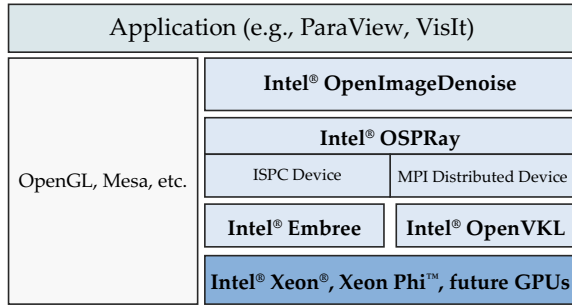 Application (e.g., ParaView, VisIt)
Intel® OpenImageDenoise
Intel® OSPRay
OpenGL, Mesa, etc.
ISPC Device
MPI Distributed Device
Intel® Embree
Intel® OpenVKL
Intel® Xeon®, Xeon Phi™, future GPUs